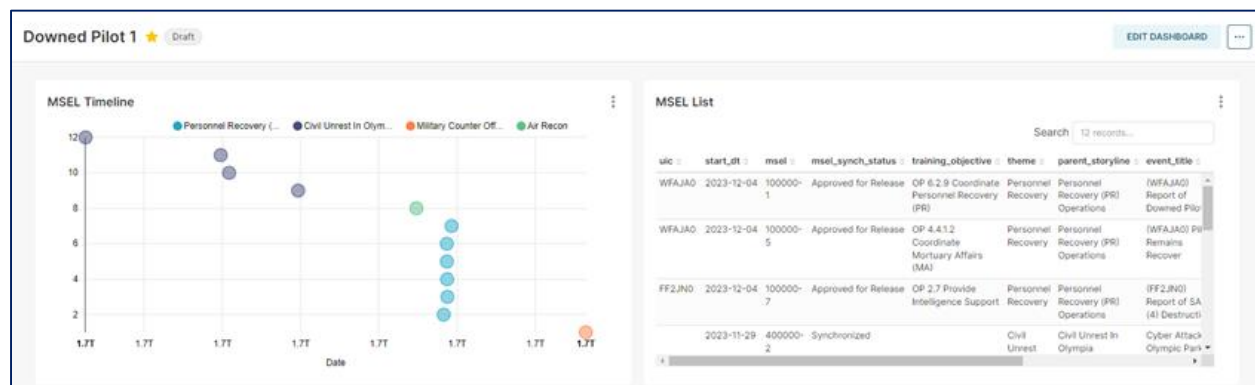 Downed Pilot 1
Draft
EDIT DASHBOARD
...
MSEL Timeline
Personnel Recovery (...
Civil Unrest In Olym...
Military Counter Off...
Air Recon
12
10
8
6
4
2
1.7T 1.7T 1.7T 1.7T 1.7T 1.7T 1.7T 1.7T
Date
MSEL List
Search 12 records...
uic start_dt msel msel_synch_status training_objective theme parent_storyline event_title
WFAJA0 2023-12-04 100000- Approved for Release OP 6.2.9 Coordinate Personnel Personnel (WFAJA0)
1 Personnel Recovery Recovery Recovery (PR) Report of
(PR) Operations Downed Pilo
WFAJA0 2023-12-04 100000- Approved for Release OP 4.4.1.2 Personnel Personnel (WFAJA0)
5 Coordinate Recovery Recovery (PR) Remains
Mortuary Affairs Operations Recover
(MA)
FF2JN0 2023-12-04 100000- Approved for Release OP 2.7 Provide Personnel Personnel (FF2JN0)
7 Intelligence Support Recovery Recovery (PR) Report of SA
Operations (4) Destructi
2023-11-29 400000- Synchronized Civil Civil Unrest In Cyber Attack
2 Unrest Olympia Olympic Park